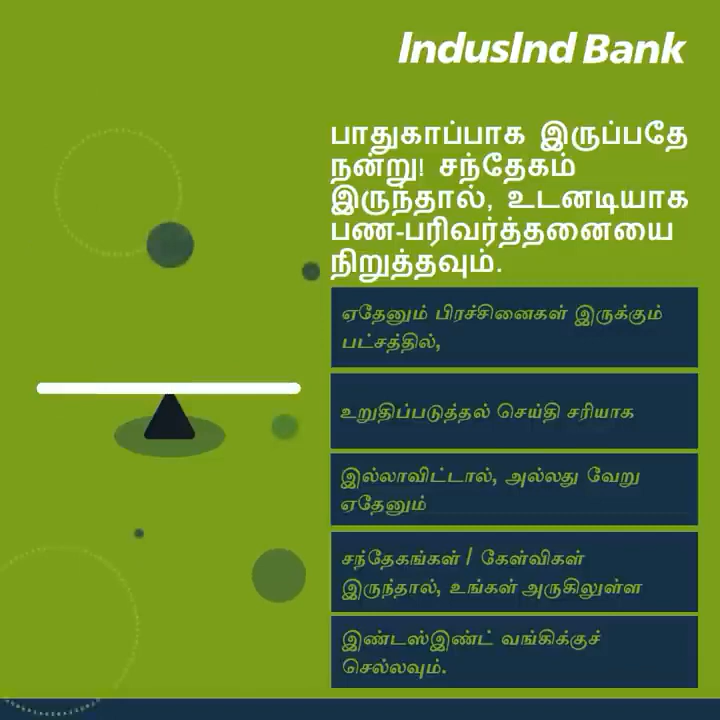 IndusInd Bank
பாதுகாப்பாக இருப்பதே
நன்று! சந்தேகம்
இருந்தால், உடனடியாக
பண-பரிவர்த்தனையை
நிறுத்தவும்.
ஏதேனும் பிரச்சினைகள் இருக்கும்
பட்சத்தில்,
உறுதிப்படுத்தல் செய்தி சரியாக
இல்லாவிட்டால், அல்லது வேறு
ஏதேனும்
சந்தேகங்கள் / கேள்விகள்
இருந்தால், உங்கள் அருகிலுள்ள
இண்டஸ்இண்ட் வங்கிக்குச்
செல்லவும்.